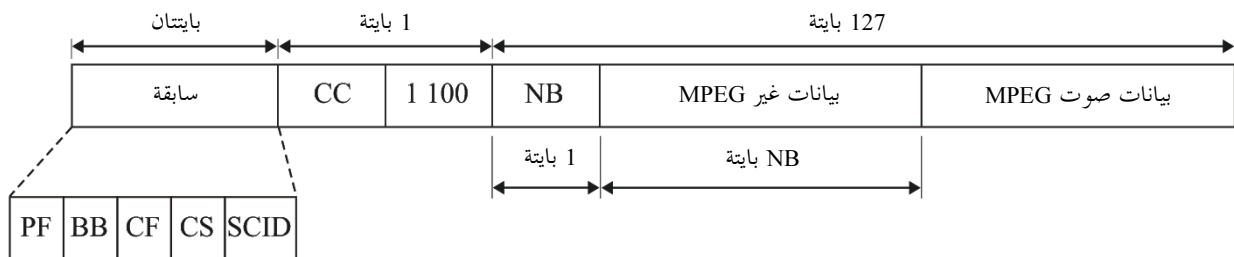 بايتتان
1 بايتة
127 بايتة
سابقة
CC
1 100
NB
بيانات غير MPEG
بيانات صوت MPEG
1 بايتة
NB بايتة
PF
BB
CF
CS
SCID